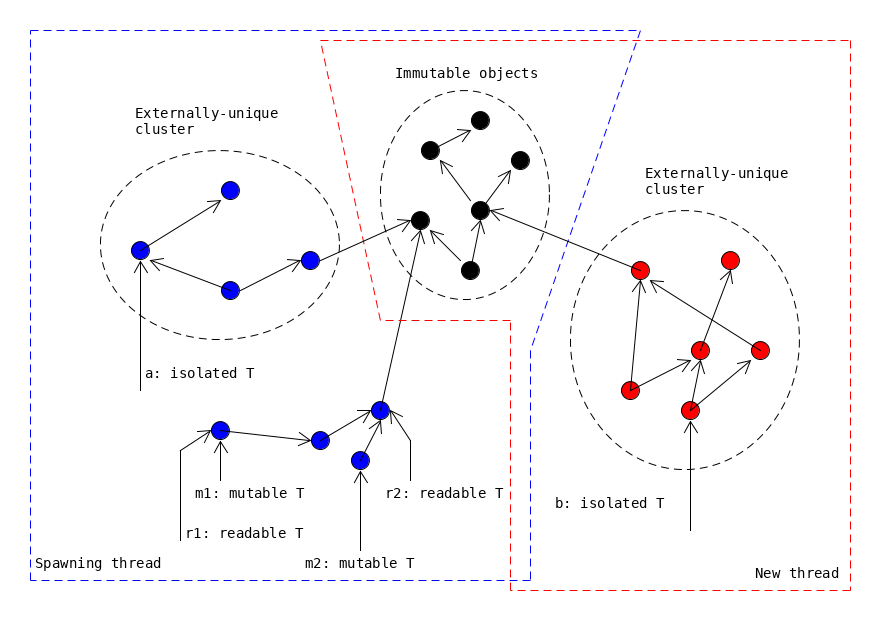 Immutable objects
Externally-unique
cluster
Externally-unique
cluster
a: isolated T
m1: mutable T
r2: readable T
b: isolated T
r1: readable T
Spawning thread
m2: mutable T
New thread